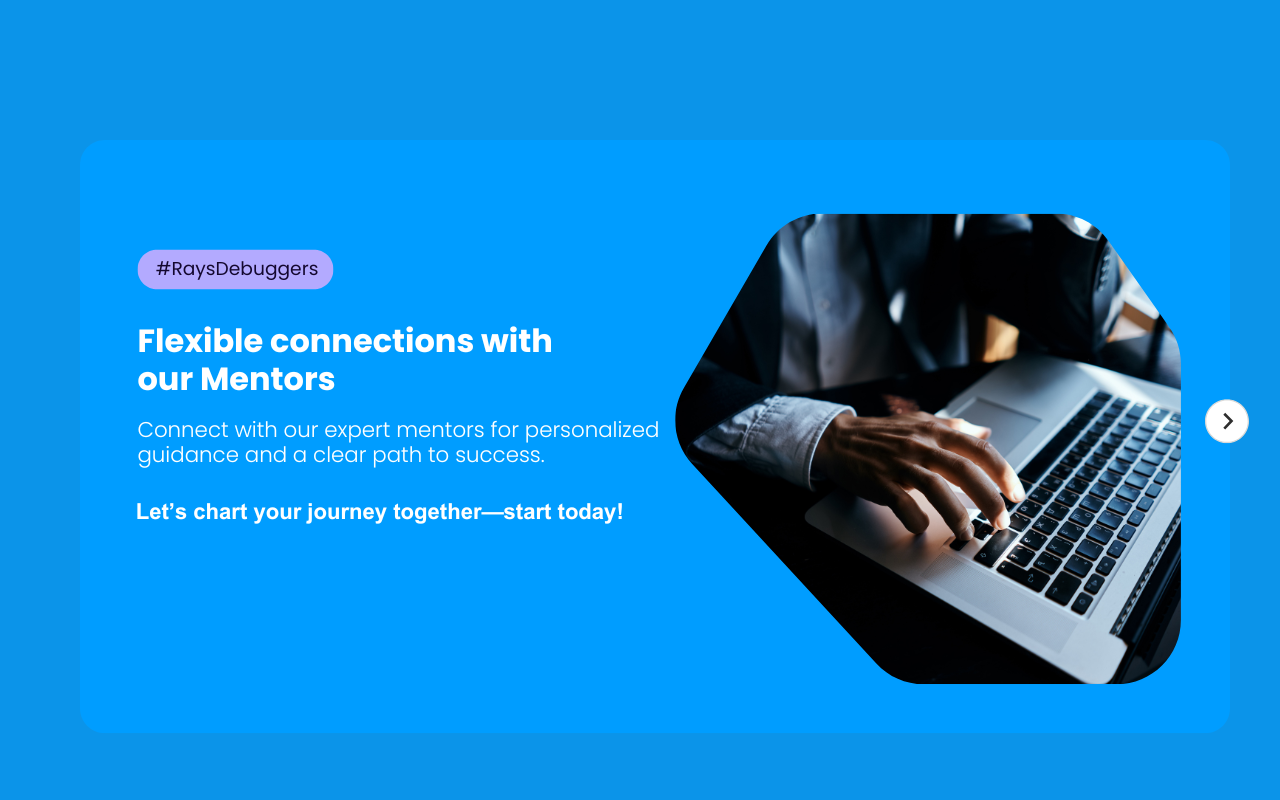 #RaysDebuggers
Flexible connections with
our Mentors
Connect with our expert mentors for personalized
guidance and a clear path to success.
Let’s chart your journey together—start today!